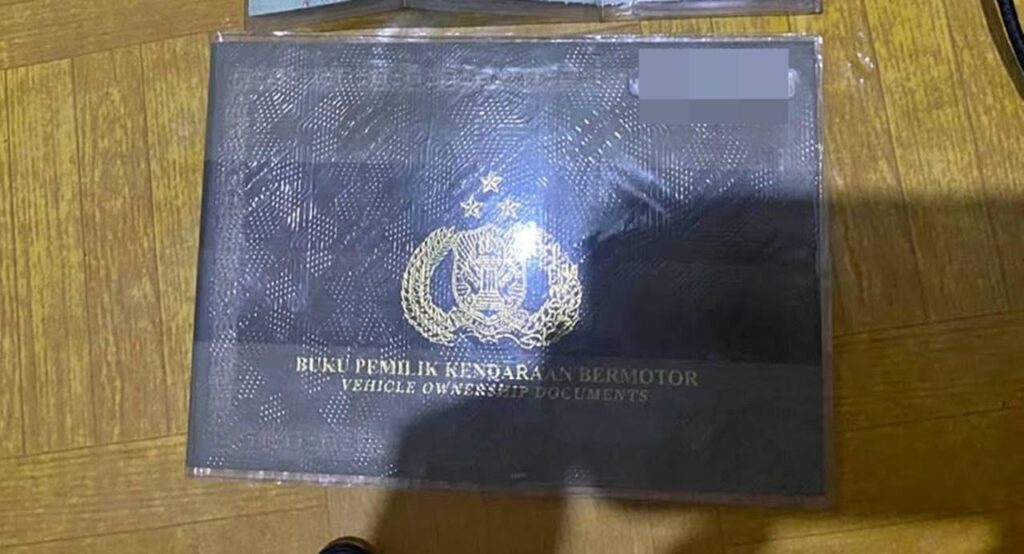 BUKU PEMILIK KENDARAAN BERMOTOR
VEHICLE OWNERSHIP DOCUMENTS